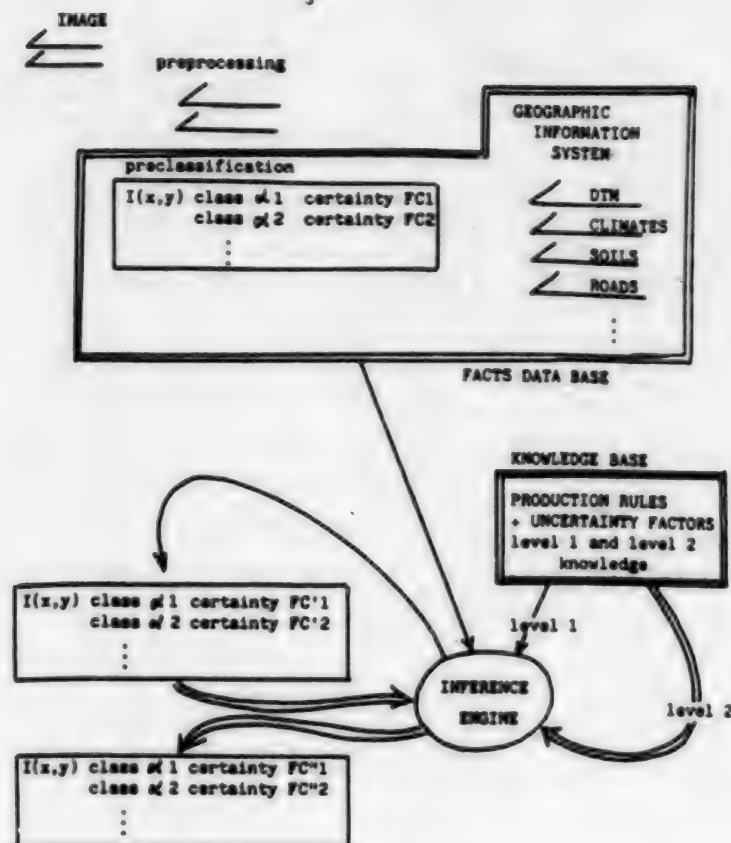 IMAGE
preprocessing
GEOGRAPHIC
INFORMATION
SYSTEM
preclassification
I(x,y) class α1 certainty FC1
class α2 certainty FC2
DTM
CLIMATES
SOILS
ROADS
FACTS DATA BASE
KNOWLEDGE BASE
PRODUCTION RULES
+ UNCERTAINTY FACTORS
level 1 and level 2
knowledge
I(x,y) class α1 certainty FC'1
class α2 certainty FC'2
level 1
INFERENCE
ENGINE
level 2
I(x,y) class α1 certainty FC"1
class α2 certainty FC"2